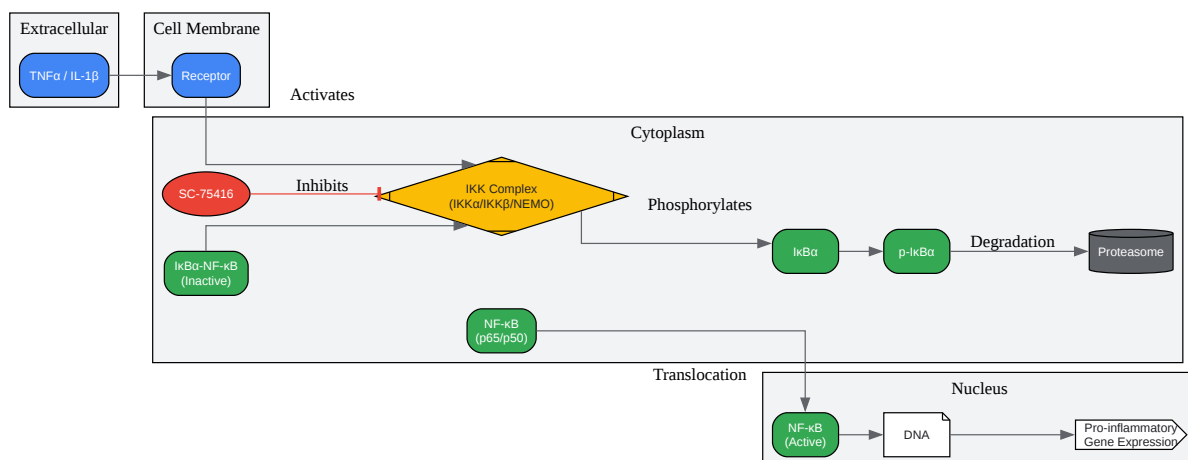 Extracellular
Cell Membrane
TNFα / IL-1β
Receptor
Activates
Cytoplasm
SC-75416
Inhibits
IKK Complex
(IKKα/IKKβ/NEMO)
Phosphorylates
IκBα-NF-κB
(Inactive)
IκBα
p-IκBα
Degradation
Proteasome
NF-κB
(p65/p50)
Translocation
Nucleus
NF-κB
(Active)
DNA
Pro-inflammatory
Gene Expression